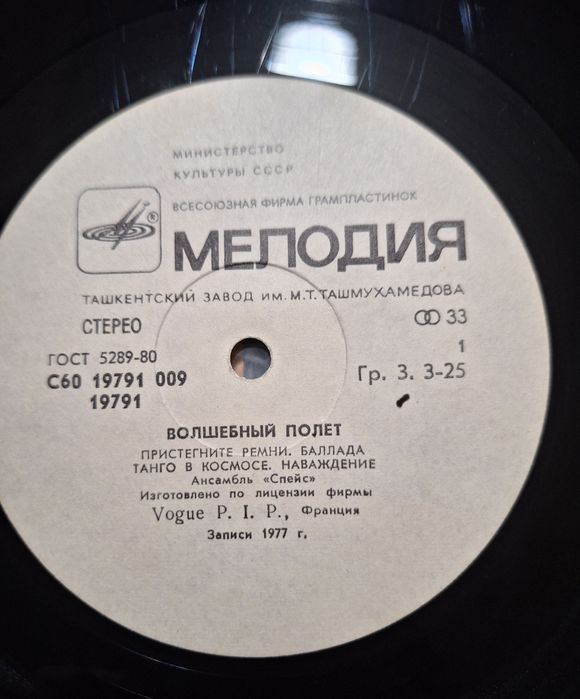 МИНИСТЕРСТВО
КУЛЬТУРЫ СССР
ВСЕСОЮЗНАЯ ФИРМА ГРАМПЛАСТИНОК
®
МЕЛОДИЯ
ТАШКЕНТСКИЙ ЗАВОД ИМ. М.Т. ТАШМУХАМЕДОВА
СТЕРЕО
33
ГОСТ 5289-80
1
С60 19791 009
Гр. 3. 3-25
19791
ВОЛШЕБНЫЙ ПОЛЕТ
ПРИСТЕГНИТЕ РЕМНИ. БАЛЛАДА
ТАНГО В КОСМОСЕ. НАВАЖДЕНИЕ
Ансамбль «Спейс»
Изготовлено по лицензии фирмы
Vogue P. I. P., Франция
Записи 1977 г.